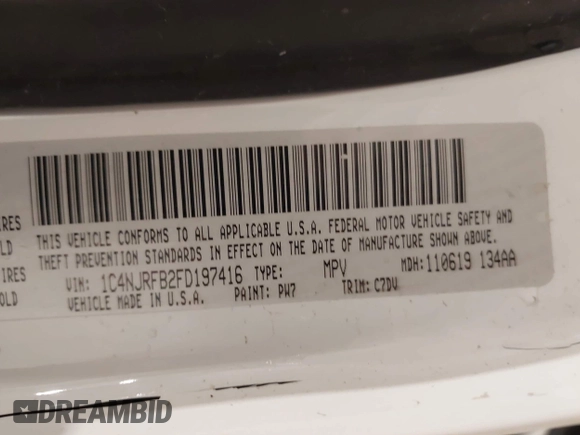 IRES
OLD
IRES
OLD
THIS VEHICLE CONFORMS TO ALL APPLICABLE U.S.A. FEDERAL MOTOR VEHICLE SAFETY AND
THEFT PREVENTION STANDARDS IN EFFECT ON THE DATE OF MANUFACTURE SHOWN ABOVE.
VIN: 1C4NJRFB2FD197416 TYPE: MPV MDH: 110619 134AA
VEHICLE MADE IN U.S.A. PAINT: PW7 TRIM: C7DV
DREAMBID